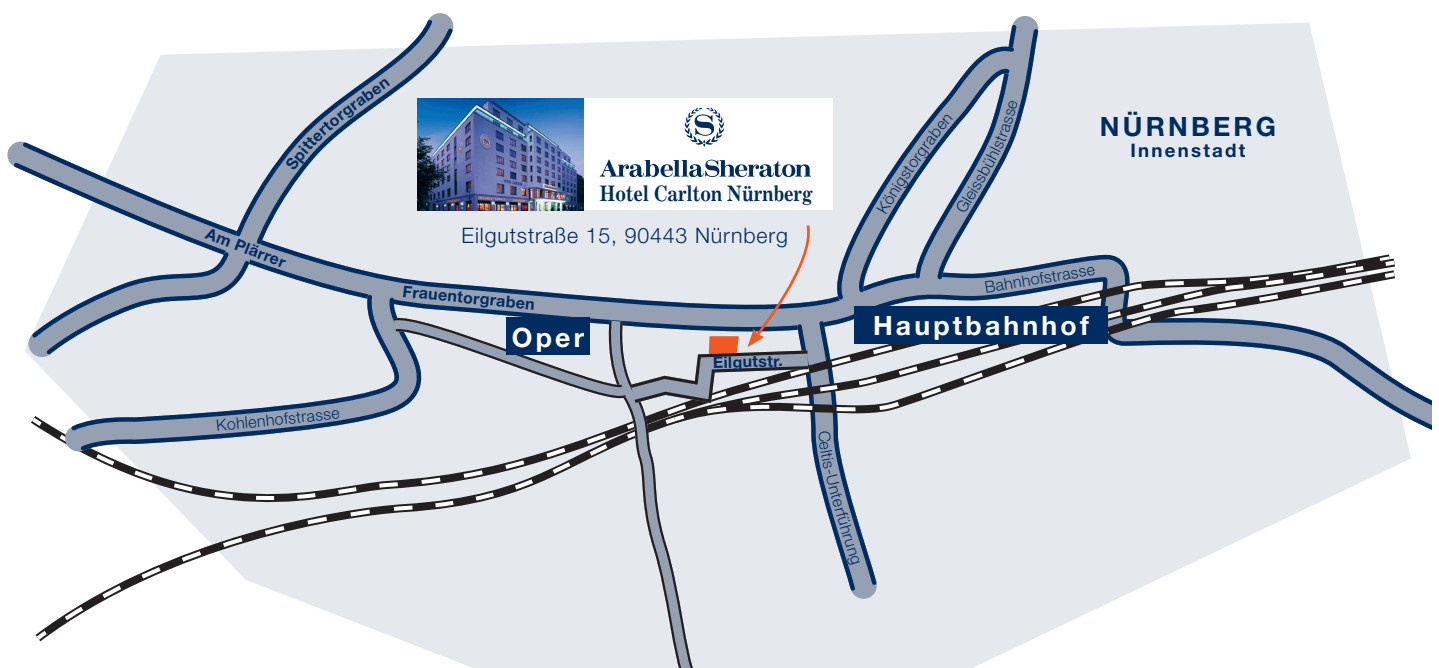 Spittertorgraben
S
ArabellaSheraton
Hotel Carlton Nürnberg
Eilgutstraße 15, 90443 Nürnberg
Königstorgraben
Gleissbühlstrasse
NÜRNBERG
Innenstadt
Am Plärrer
Frauentorgraben
Bahnhofstrasse
Oper
Hauptbahnhof
Eilgutstr.
Kohlenhofstrasse
Celtis-Unterführung